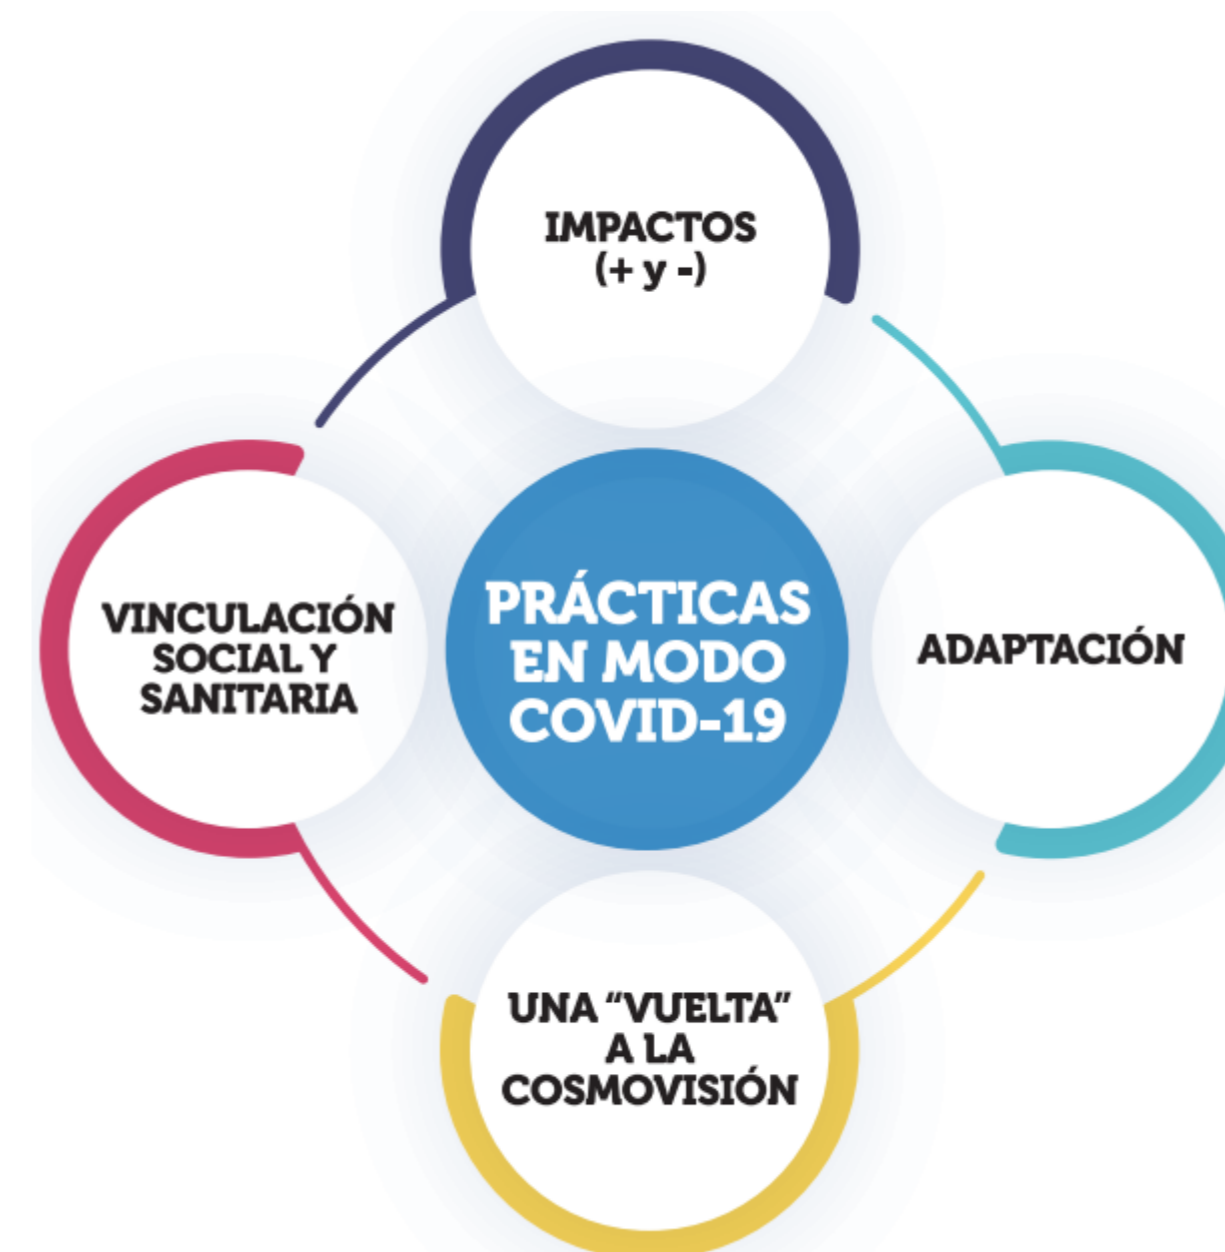 IMPACTOS
(+ y -)
VINCULACIÓN
SOCIAL Y
SANITARIA
PRÁCTICAS
EN MODO
COVID-19
ADAPTACIÓN
UNA “VUELTA”
A LA
COSMOVISIÓN